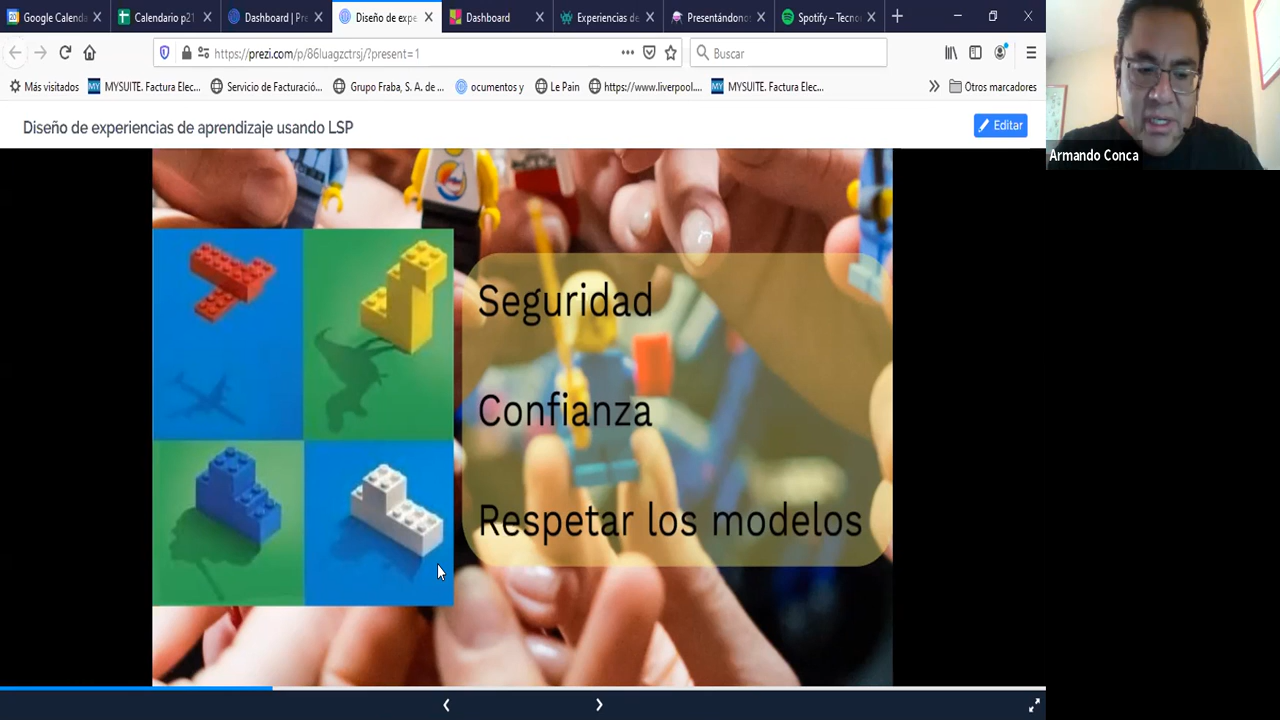 Google Calenda
Calendario p21
Dashboard | Pre
Diseño de expe
Dashboard
Experiencias de
Presentándono
Spotify – Tecno
https://prezi.com/p/86luagzctrsj/?present=1
Buscar
Más visitados
MYSUITE. Factura Elec...
Servicio de Facturació...
Grupo Fraba, S. A. de ...
ocumentos y
Le Pain
https://www.liverpool....
MY MYSUITE. Factura Elec...
Otros marcadores
Diseño de experiencias de aprendizaje usando LSP
Editar
Armando Conca
Seguridad
Confianza
Respetar los modelos